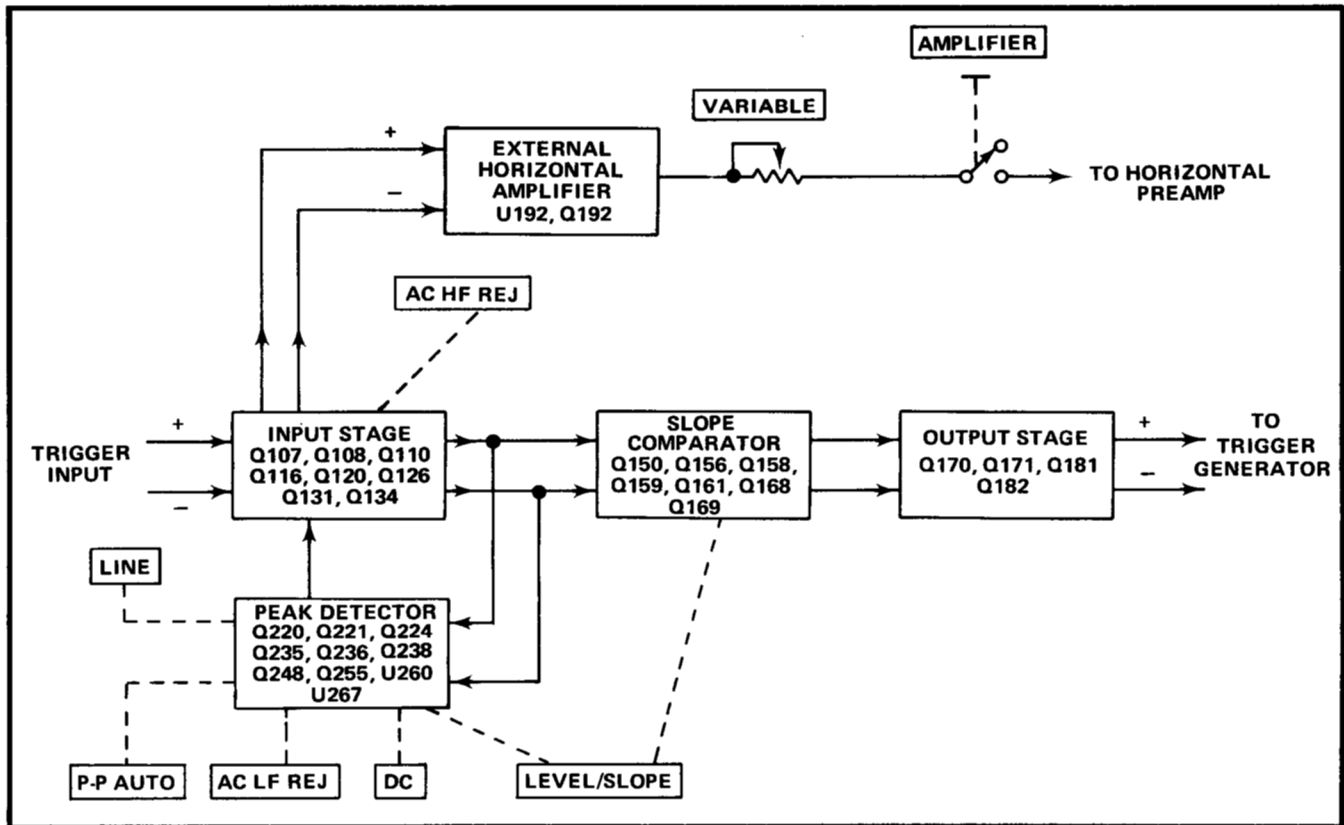 AMPLIFIER
VARIABLE
+
EXTERNAL
HORIZONTAL
AMPLIFIER
U192, Q192
−
TO HORIZONTAL
PREAMP
AC HF REJ
TRIGGER
INPUT
+
−
INPUT STAGE
Q107, Q108, Q110
Q116, Q120, Q126
Q131, Q134
SLOPE
COMPARATOR
Q150, Q156, Q158,
Q159, Q161, Q168
Q169
OUTPUT STAGE
Q170, Q171, Q181
Q182
+
−
TO
TRIGGER
GENERATOR
LINE
PEAK DETECTOR
Q220, Q221, Q224
Q235, Q236, Q238
Q248, Q255, U260
U267
P-P AUTO
AC LF REJ
DC
LEVEL/SLOPE